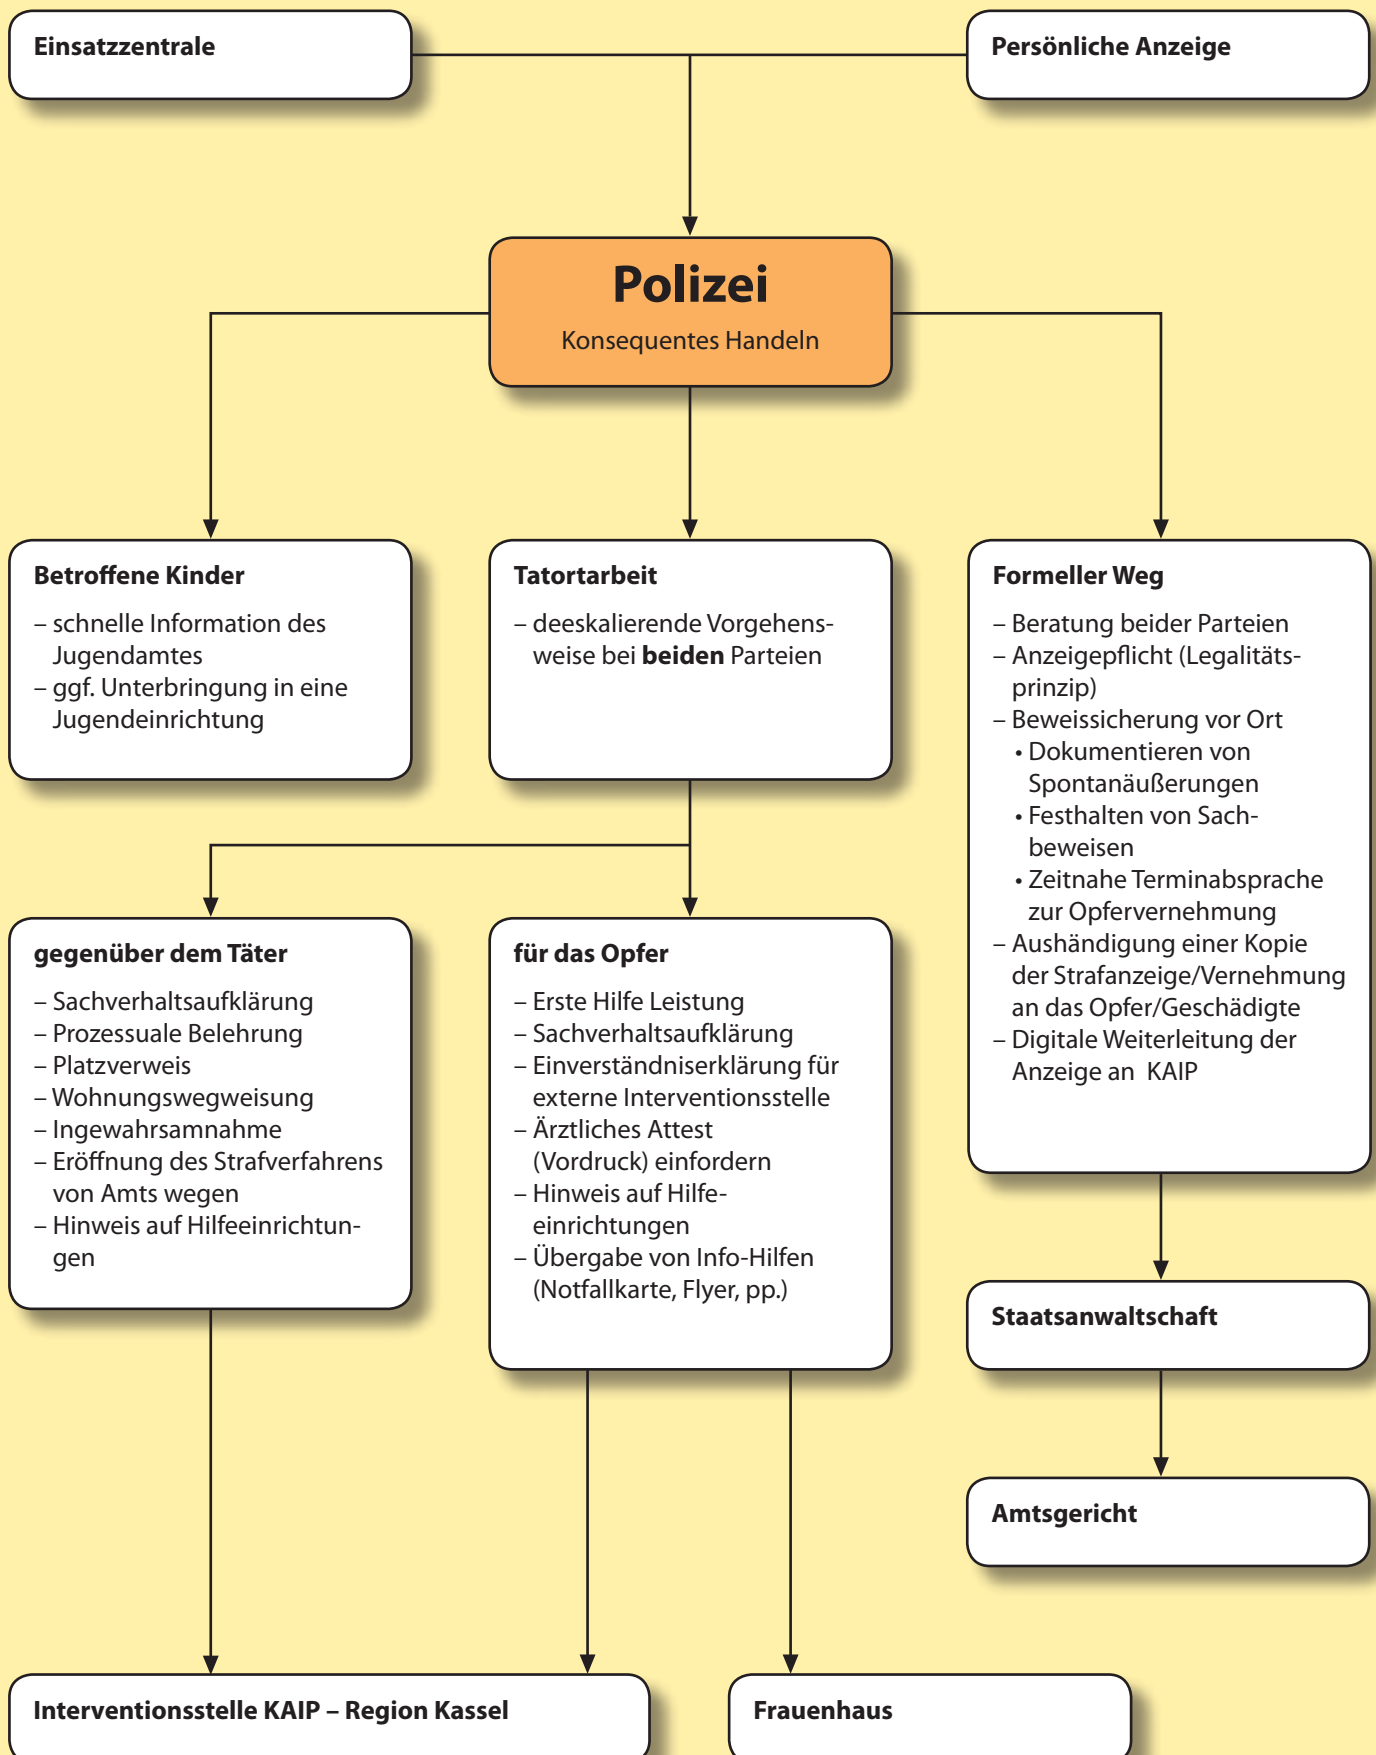 Einsatzzentrale
Persönliche Anzeige
Polizei
Konsequentes Handeln
Betroffene Kinder
– schnelle Information des
Jugendamtes
– ggf. Unterbringung in eine
Jugendeinrichtung
Tatortarbeit
– deeskalierende Vorgehens-
weise bei beiden Parteien
Formeller Weg
– Beratung beider Parteien
– Anzeigepflicht (Legalitäts-
prinzip)
– Beweissicherung vor Ort
• Dokumentieren von
Spontanäußerungen
• Festhalten von Sach-
beweisen
• Zeitnahe Terminabsprache
zur Opfervernehmung
– Aushändigung einer Kopie
der Strafanzeige/Vernehmung
an das Opfer/Geschädigte
– Digitale Weiterleitung der
Anzeige an KAIP
gegenüber dem Täter
– Sachverhaltsaufklärung
– Prozessuale Belehrung
– Platzverweis
– Wohnungswegweisung
– Ingewahrsamnahme
– Eröffnung des Strafverfahrens
von Amts wegen
– Hinweis auf Hilfeeinrichtun-
gen
für das Opfer
– Erste Hilfe Leistung
– Sachverhaltsaufklärung
– Einverständniserklärung für
externe Interventionsstelle
– Ärztliches Attest
(Vordruck) einfordern
– Hinweis auf Hilfe-
einrichtungen
– Übergabe von Info-Hilfen
(Notfallkarte, Flyer, pp.)
Staatsanwaltschaft
Amtsgericht
Interventionsstelle KAIP – Region Kassel
Frauenhaus